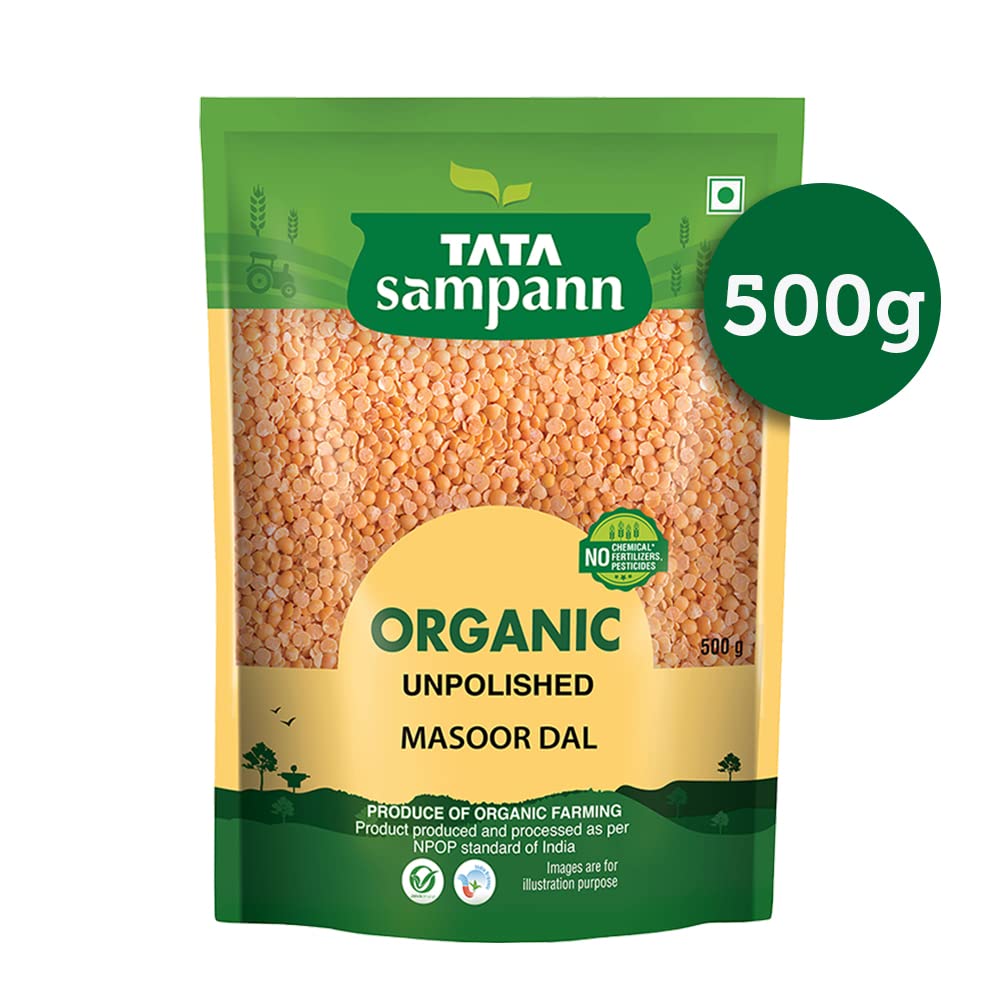 TATA
sampann
500g
NO CHEMICAL*
FERTILIZERS,
PESTICIDES
ORGANIC
500 g
UNPOLISHED
MASOOR DAL
PRODUCE OF ORGANIC FARMING
Product produced and processed as per
NPOP standard of India
Images are for
illustration purpose